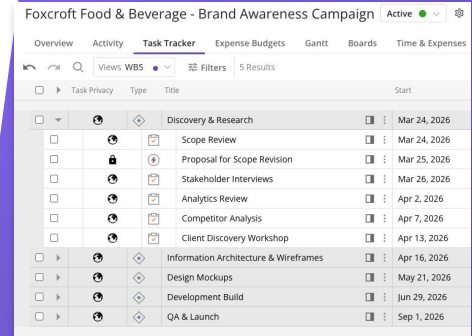 Foxcroft Food & Beverage - Brand Awareness Campaign Active
Overview Activity Task Tracker Expense Budgets Gantt Boards Time & Expenses
Views WBS Filters 5 Results
Task Privacy Type Title Start
Discovery & Research Mar 24, 2026
Scope Review Mar 24, 2026
Proposal for Scope Revision Mar 25, 2026
Stakeholder Interviews Mar 26, 2026
Analytics Review Apr 2, 2026
Competitor Analysis Apr 7, 2026
Client Discovery Workshop Apr 13, 2026
Information Architecture & Wireframes Apr 16, 2026
Design Mockups May 21, 2026
Development Build Jun 29, 2026
QA & Launch Sep 1, 2026